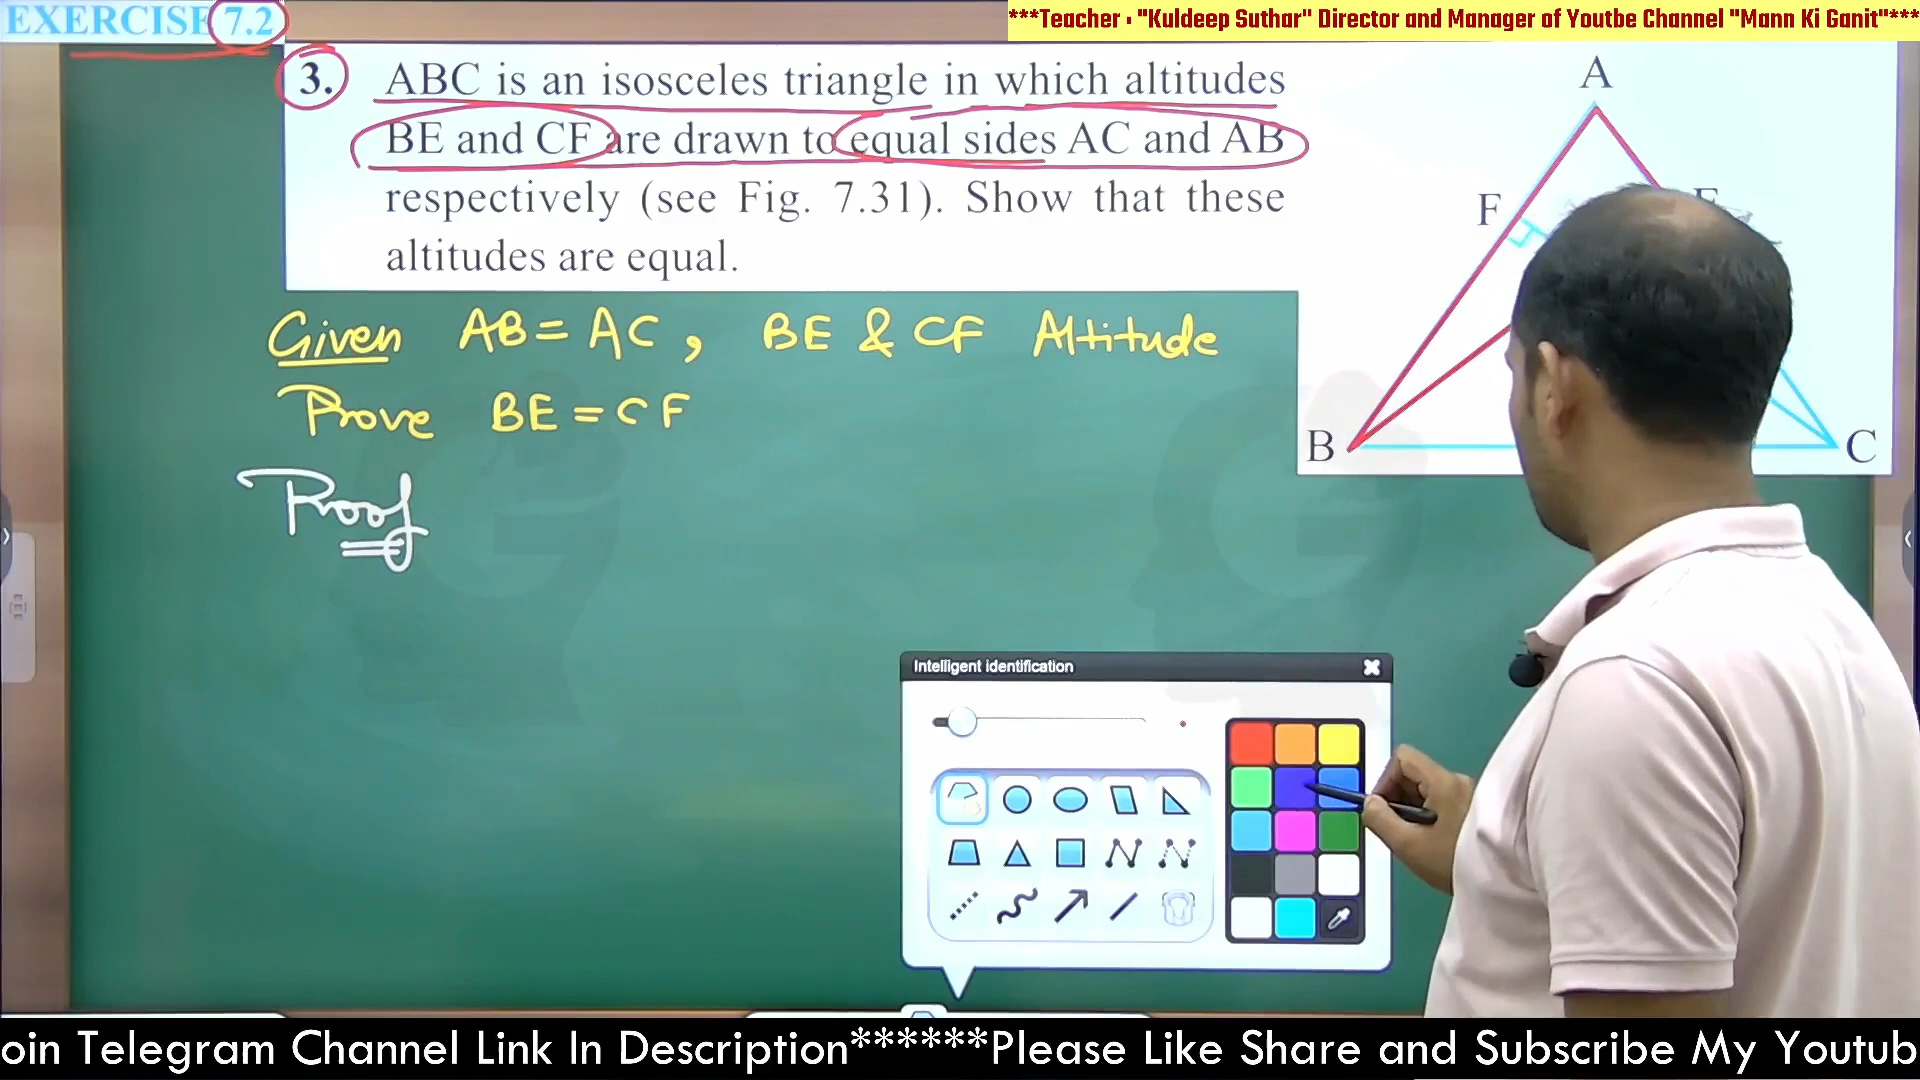 EXERCISE 7.2
***Teacher : "Kuldeep Suthar" Director and Manager of Youtbe Channel "Mann Ki Ganit"***
3. ABC is an isosceles triangle in which altitudes
BE and CF are drawn to equal sides AC and AB
respectively (see Fig. 7.31). Show that these
altitudes are equal.
A
F
E
B
C
Given AB = AC, BE & CF Altitude
Prove BE = CF
Proof
Intelligent identification
oin Telegram Channel Link In Description******Please Like Share and Subscribe My Youtub